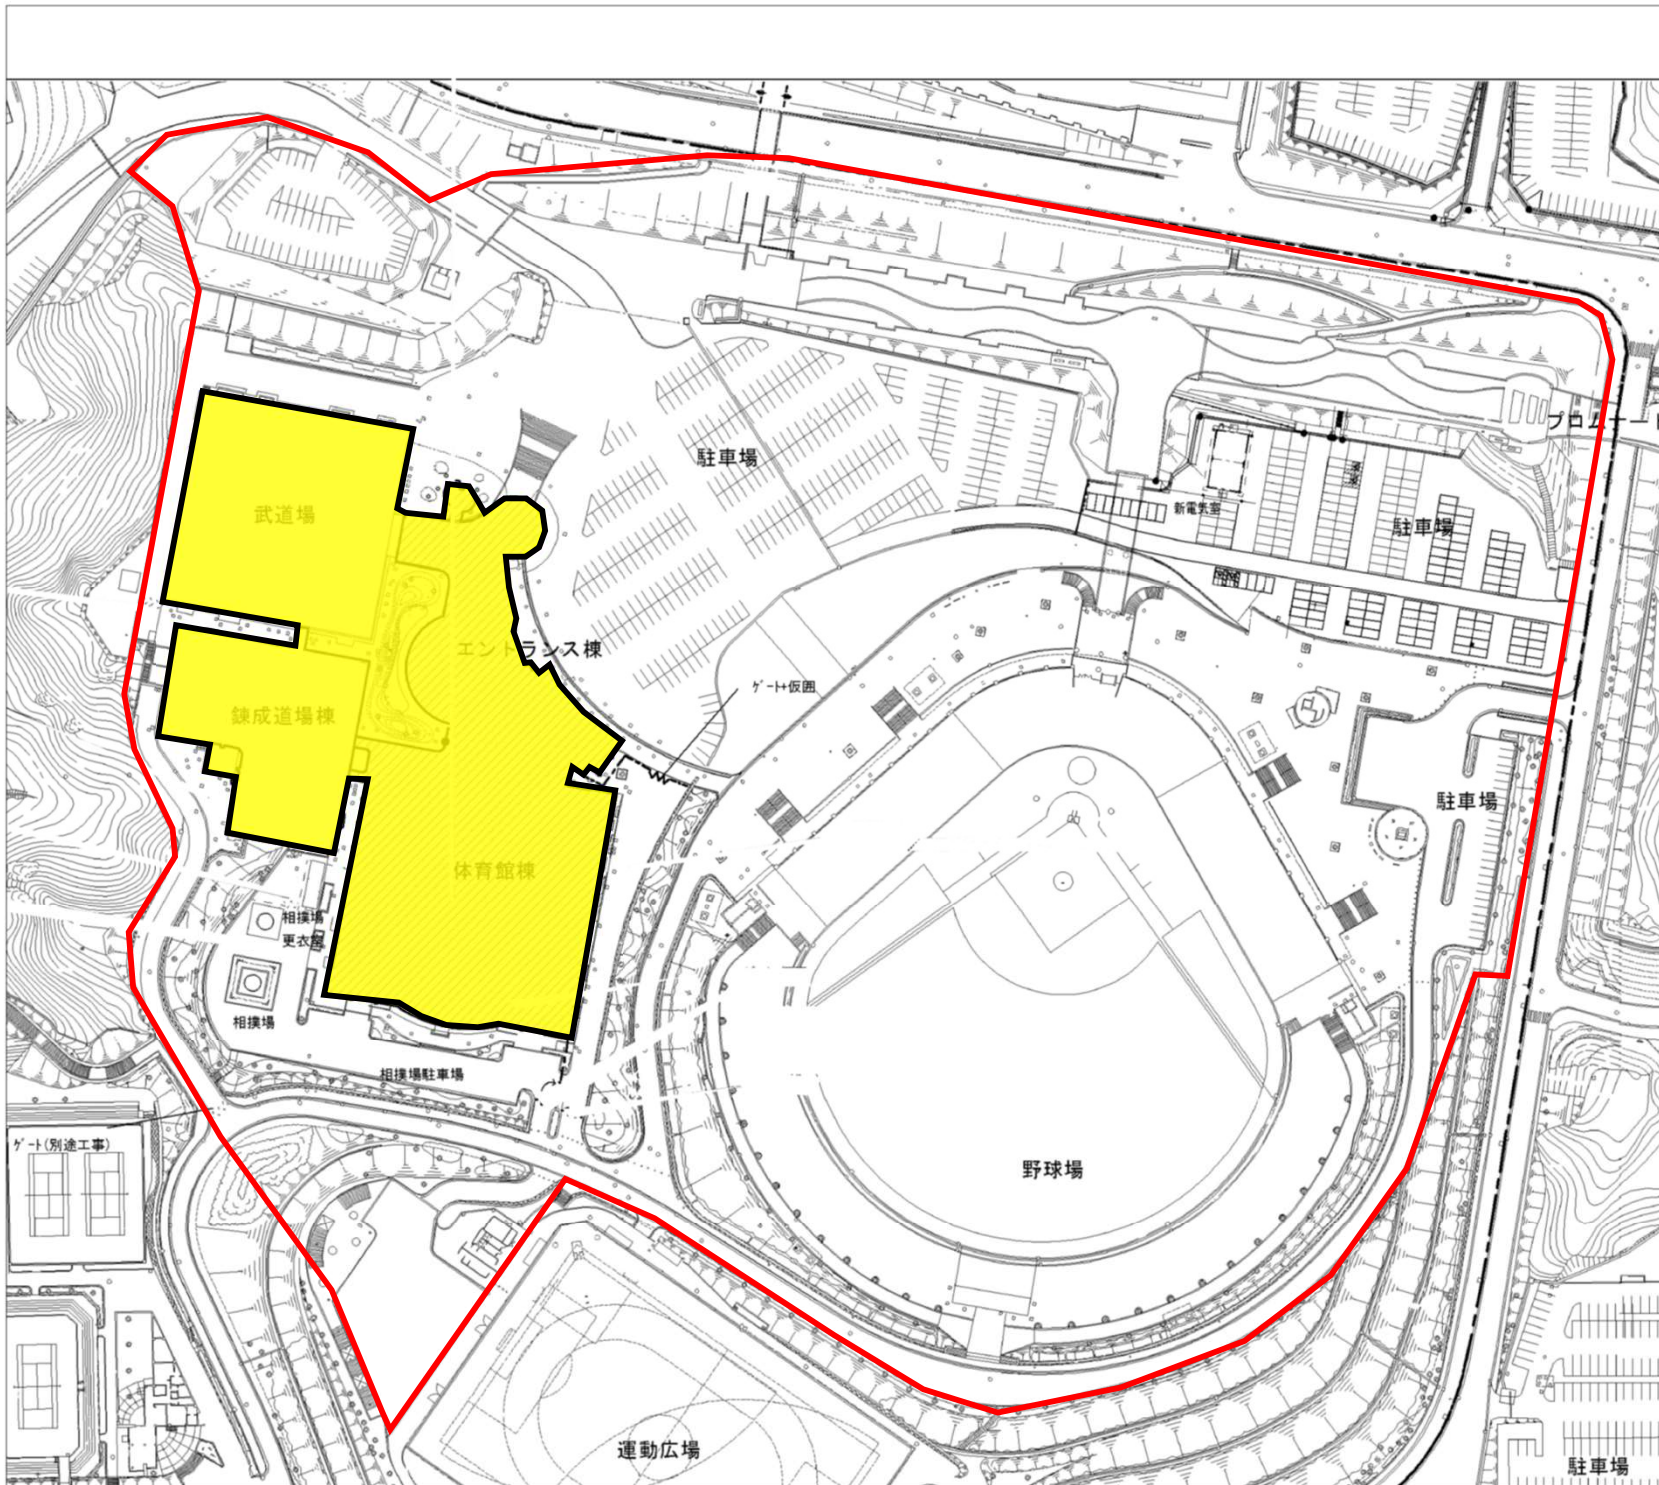 プロムナード
駐車場
武道場
新電気室
駐車場
エントランス棟
ゲート+仮囲
錬成道場棟
駐車場
体育館棟
相撲場
更衣室
相撲場
相撲場駐車場
ゲート(別途工事)
野球場
運動広場
駐車場